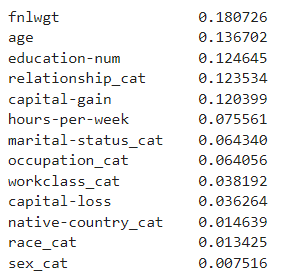 fnlwgt 0.180726
age 0.136702
education-num 0.124645
relationship_cat 0.123534
capital-gain 0.120399
hours-per-week 0.075561
marital-status_cat 0.064340
occupation_cat 0.064056
workclass_cat 0.038192
capital-loss 0.036264
native-country_cat 0.014639
race_cat 0.013425
sex_cat 0.007516